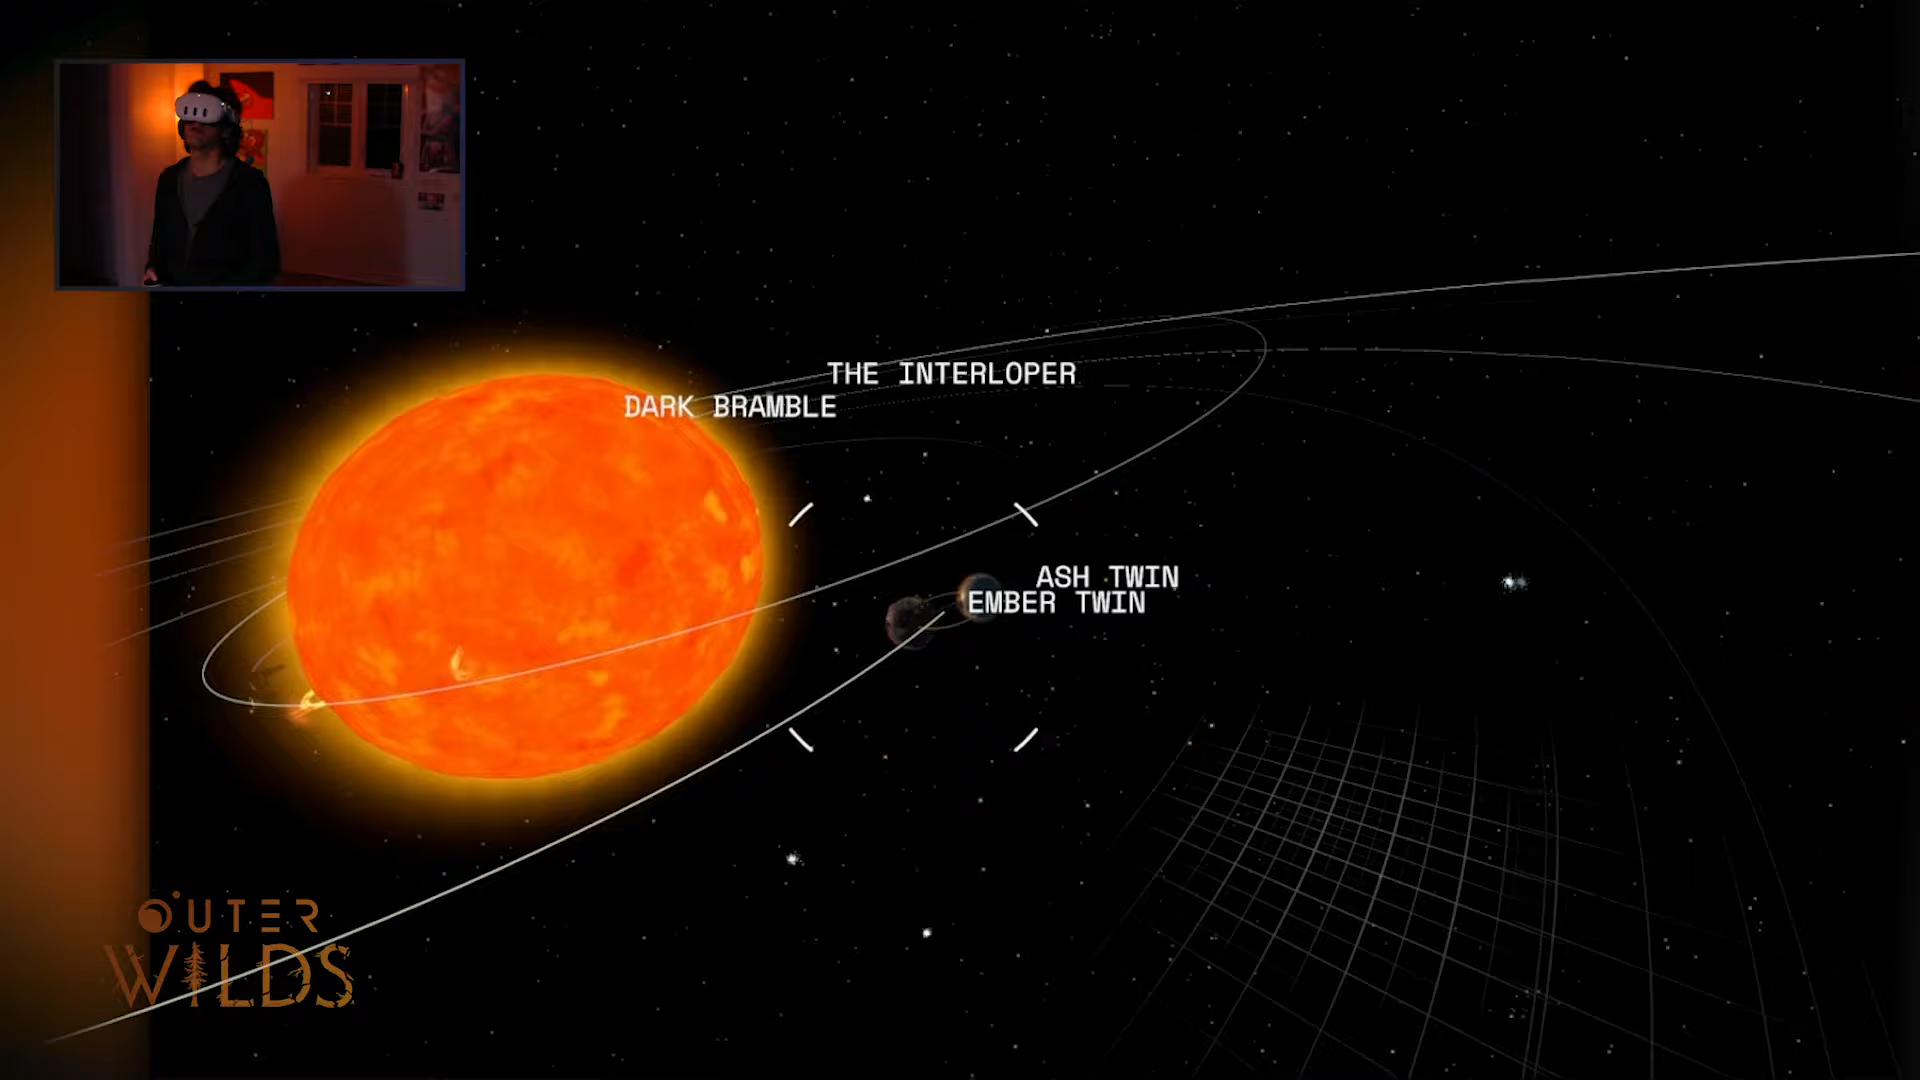 THE INTERLOPER
DARK BRAMBLE
ASH TWIN
EMBER TWIN
OUTER
WILDS